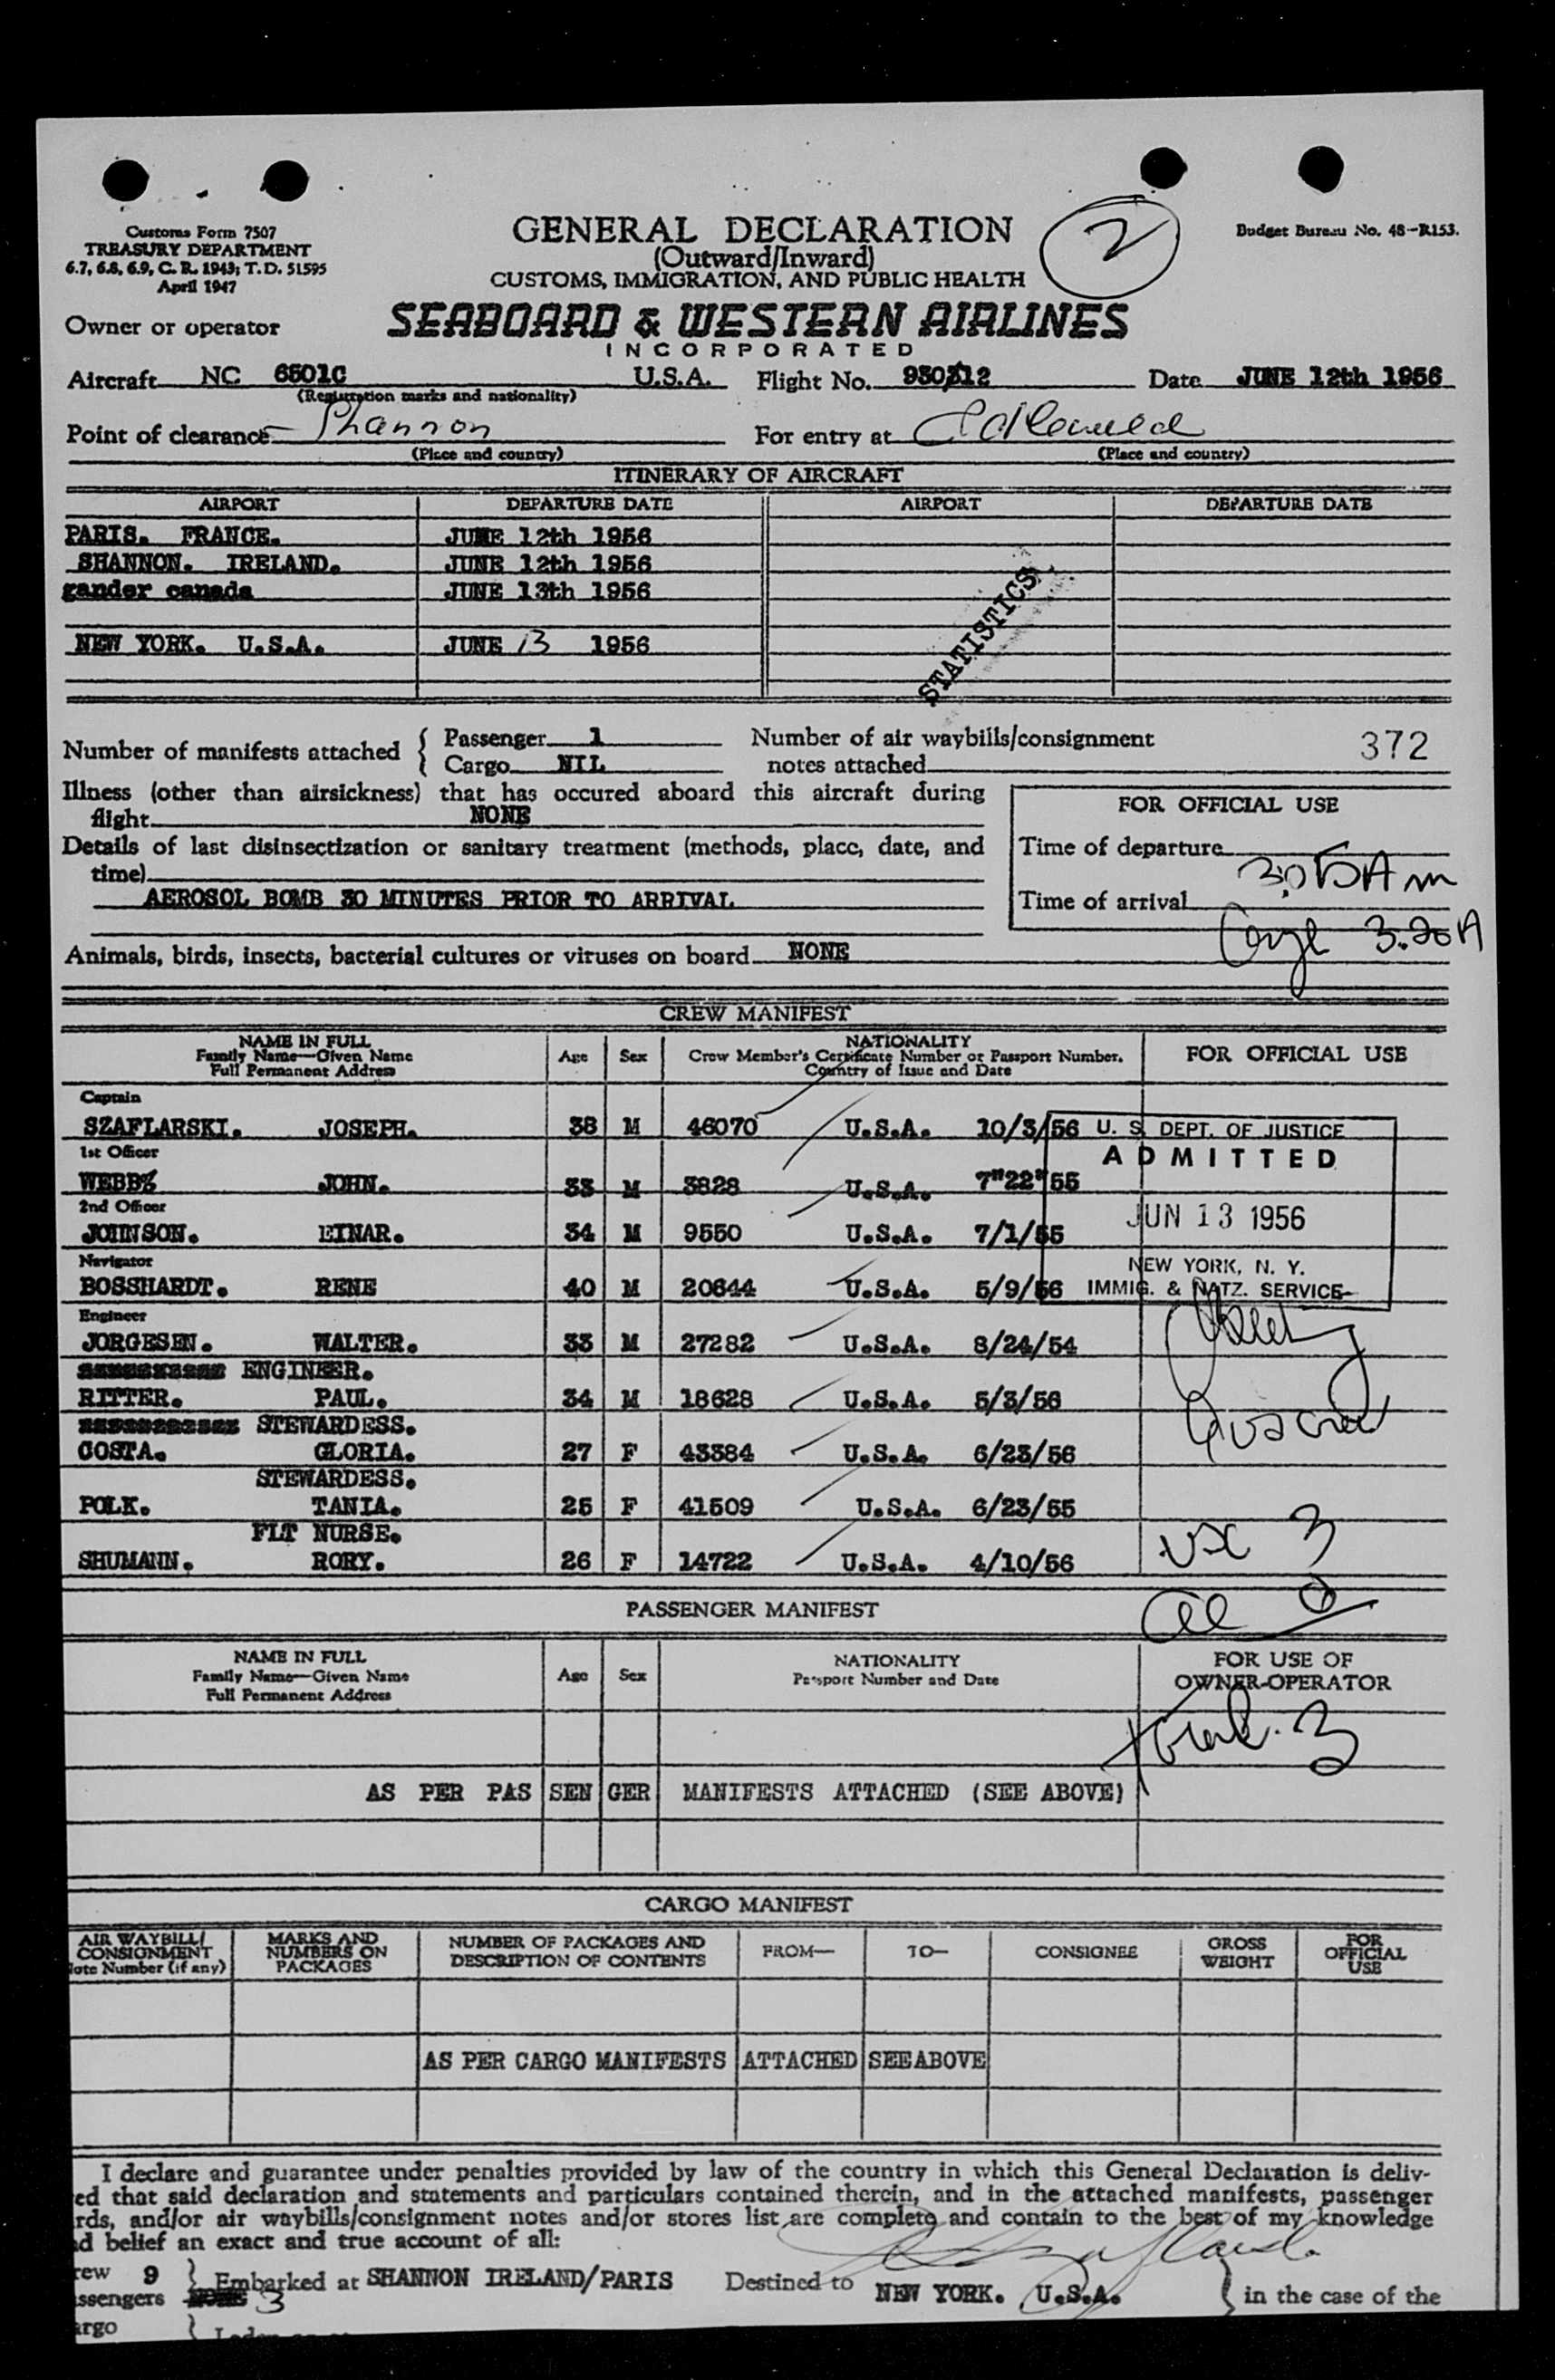 Customs Form 7507
TREASURY DEPARTMENT
6.7, 6.8, 6.9, C. R. 1943; T. D. 51595
April 1947
GENERAL DECLARATION
(Outward/Inward)
CUSTOMS, IMMIGRATION, AND PUBLIC HEALTH
2
Budget Bureau No. 48-R153.
Owner or operator
SEABOARD & WESTERN AIRLINES
INCORPORATED
Aircraft NC 6501C U.S.A. Flight No. 930212 Date JUNE 12th 1956
(Registration marks and nationality)
Point of clearance Shannon For entry at Idlewild
(Place and country) (Place and country)
ITINERARY OF AIRCRAFT
AIRPORT DEPARTURE DATE AIRPORT DEPARTURE DATE
PARIS. FRANCE. JUNE 12th 1956
SHANNON. IRELAND. JUNE 12th 1956
gander canada JUNE 13th 1956
NEW YORK. U.S.A. JUNE 13 1956
STATISTICS
Number of manifests attached { Passenger 1 Number of air waybills/consignment 372
Cargo NIL notes attached
Illness (other than airsickness) that has occured aboard this aircraft during
flight NONE
FOR OFFICIAL USE
Details of last disinsectization or sanitary treatment (methods, place, date, and
time)
AEROSOL BOMB 30 MINUTES PRIOR TO ARRIVAL
Time of departure
3.05 AM
Time of arrival
3.20A
Animals, birds, insects, bacterial cultures or viruses on board NONE
CREW MANIFEST
NAME IN FULL
Family Name—Given Name
Full Permanent Address
Age Sex
NATIONALITY
Crew Member's Certificate Number or Passport Number.
Country of Issue and Date
FOR OFFICIAL USE
Captain
SZAFLARSKI. JOSEPH. 38 M 46070 U.S.A. 10/3/56
1st Officer
WEBB% JOHN. 33 M 3828 U.S.A. 7"22"55
2nd Officer
JOHNSON. EINAR. 34 M 9550 U.S.A. 7/1/55
Navigator
BOSSHARDT. RENE 40 M 20644 U.S.A. 5/9/56
Engineer
JORGESEN. WALTER. 33 M 27282 U.S.A. 8/24/54
ENGINEER.
RITTER. PAUL. 34 M 18628 U.S.A. 5/3/56
STEWARDESS.
COSTA. GLORIA. 27 F 43384 U.S.A. 6/23/56
STEWARDESS.
POLK. TANIA. 25 F 41509 U.S.A. 6/23/55
FLT NURSE.
SHUMANN. RORY. 26 F 14722 U.S.A. 4/10/56
U. S. DEPT. OF JUSTICE
ADMITTED
JUN 13 1956
NEW YORK, N. Y.
IMMIG. & NATZ. SERVICE
USC 3
al 0
PASSENGER MANIFEST
NAME IN FULL
Family Name—Given Name
Full Permanent Address
Age Sex
NATIONALITY
Passport Number and Date
FOR USE OF
OWNER-OPERATOR
Total. 3
AS PER PASSENGER MANIFESTS ATTACHED (SEE ABOVE)
CARGO MANIFEST
AIR WAYBILL/
CONSIGNMENT
ote Number (if any)
MARKS AND
NUMBERS ON
PACKAGES
NUMBER OF PACKAGES AND
DESCRIPTION OF CONTENTS
FROM— TO— CONSIGNEE
GROSS
WEIGHT
FOR
OFFICIAL
USE
AS PER CARGO MANIFESTS ATTACHED SEE ABOVE
I declare and guarantee under penalties provided by law of the country in which this General Declaration is deliv-
ed that said declaration and statements and particulars contained therein, and in the attached manifests, passenger
rds, and/or air waybills/consignment notes and/or stores list are complete and contain to the best of my knowledge
d belief an exact and true account of all:
rew 9 } Embarked at SHANNON IRELAND/PARIS Destined to NEW YORK. U.S.A. } in the case of the
ssengers 3
argo